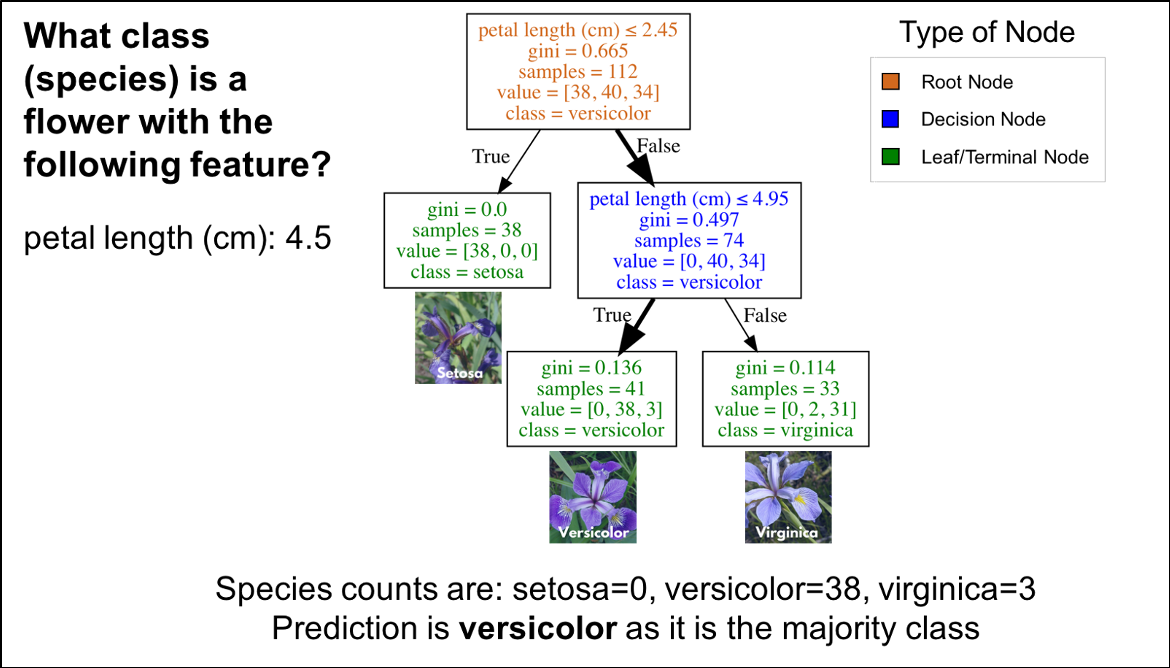 What class
(species) is a
flower with the
following feature?
petal length (cm): 4.5
petal length (cm) ≤ 2.45
gini = 0.665
samples = 112
value = [38, 40, 34]
class = versicolor
Type of Node
Root Node
Decision Node
Leaf/Terminal Node
True
False
gini = 0.0
samples = 38
value = [38, 0, 0]
class = setosa
Setosa
petal length (cm) ≤ 4.95
gini = 0.497
samples = 74
value = [0, 40, 34]
class = versicolor
True
False
gini = 0.136
samples = 41
value = [0, 38, 3]
class = versicolor
Versicolor
gini = 0.114
samples = 33
value = [0, 2, 31]
class = virginica
Virginica
Species counts are: setosa=0, versicolor=38, virginica=3
Prediction is versicolor as it is the majority class